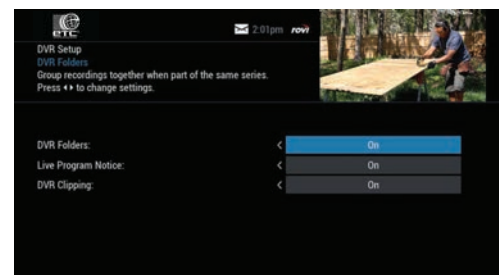 etc
2:01pm rovi
DVR Setup
DVR Folders
Group recordings together when part of the same series.
Press ◂▸ to change settings.
DVR Folders: < On
Live Program Notice: < On
DVR Clipping: < On